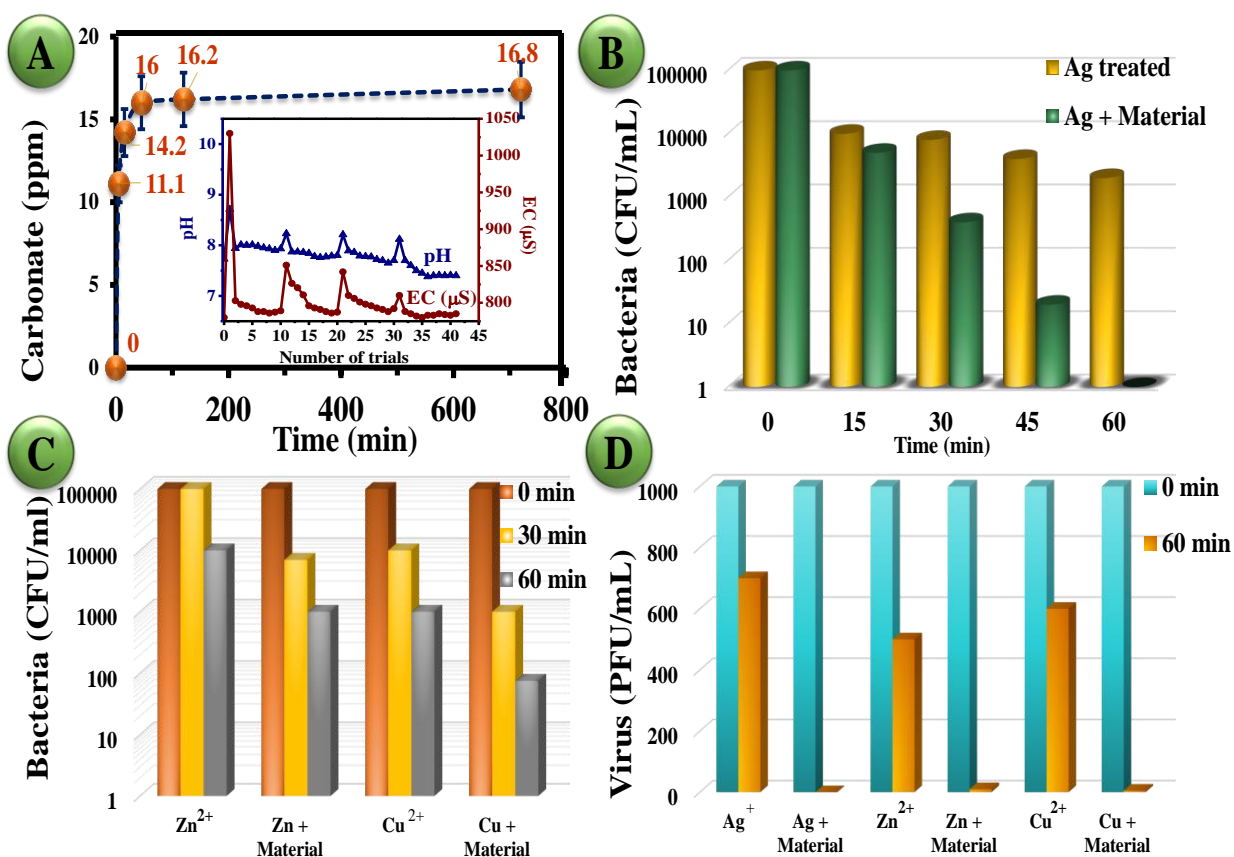 A
Carbonate (ppm)
20
15
10
5
0
0
11.1
14.2
16
16.2
16.8
0
200
400
600
800
Time (min)
pH
10
9
8
7
1050
1000
950
900
850
800
EC (µS)
pH
EC (µS)
0
5
10
15
20
25
30
35
40
45
Number of trials
B
Bacteria (CFU/mL)
100000
10000
1000
100
10
1
Ag treated
Ag + Material
0
15
30
45
60
Time (min)
C
Bacteria (CFU/ml)
100000
10000
1000
100
10
1
0 min
30 min
60 min
Zn2+
Zn +
Material
Cu 2+
Cu +
Material
D
Virus (PFU/mL)
1000
800
600
400
200
0
0 min
60 min
Ag +
Ag +
Material
Zn2+
Zn +
Material
Cu2+
Cu +
Material